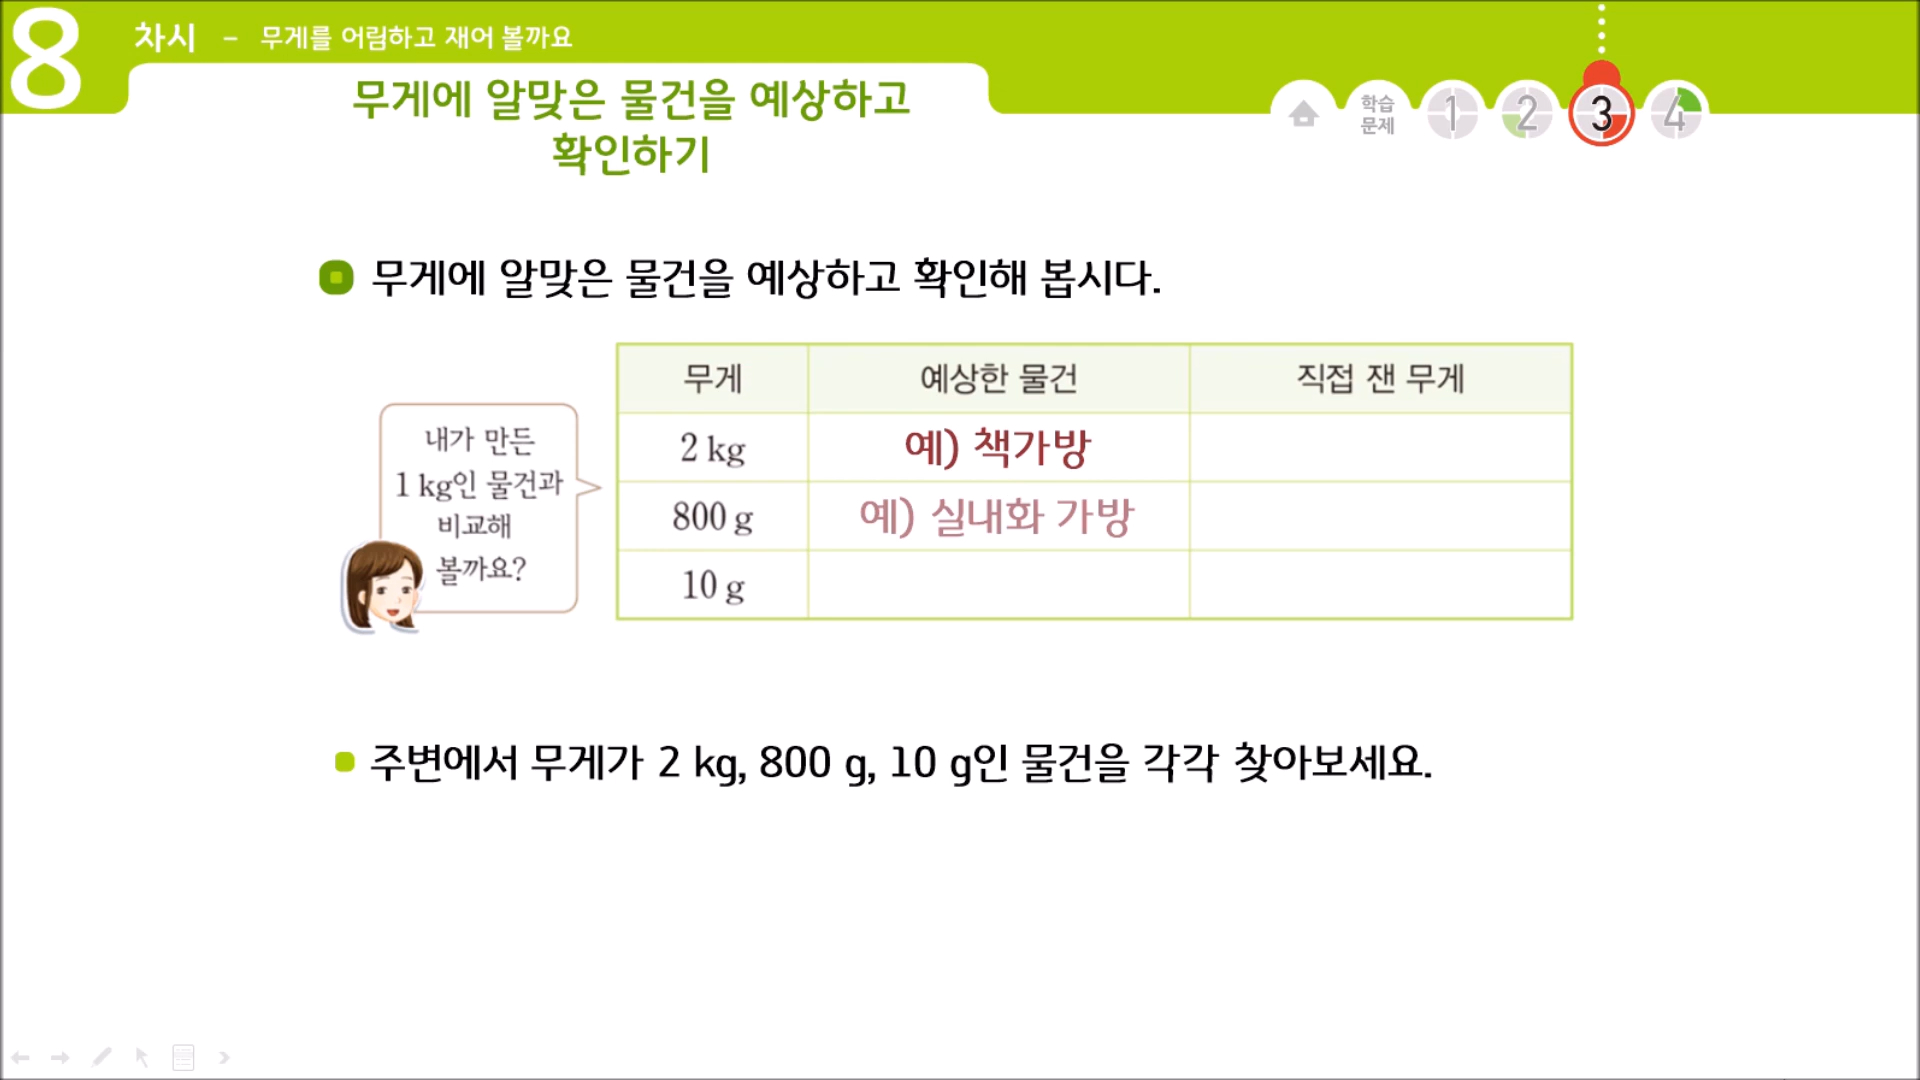 8
차시 - 무게를 어림하고 재어 볼까요
무게에 알맞은 물건을 예상하고
확인하기
학습
문제
1
2
3
4
무게에 알맞은 물건을 예상하고 확인해 봅시다.
내가 만든
1 kg인 물건과
비교해
볼까요?
무게 예상한 물건 직접 잰 무게
2 kg 예) 책가방
800 g 예) 실내화 가방
10 g
주변에서 무게가 2 kg, 800 g, 10 g인 물건을 각각 찾아보세요.